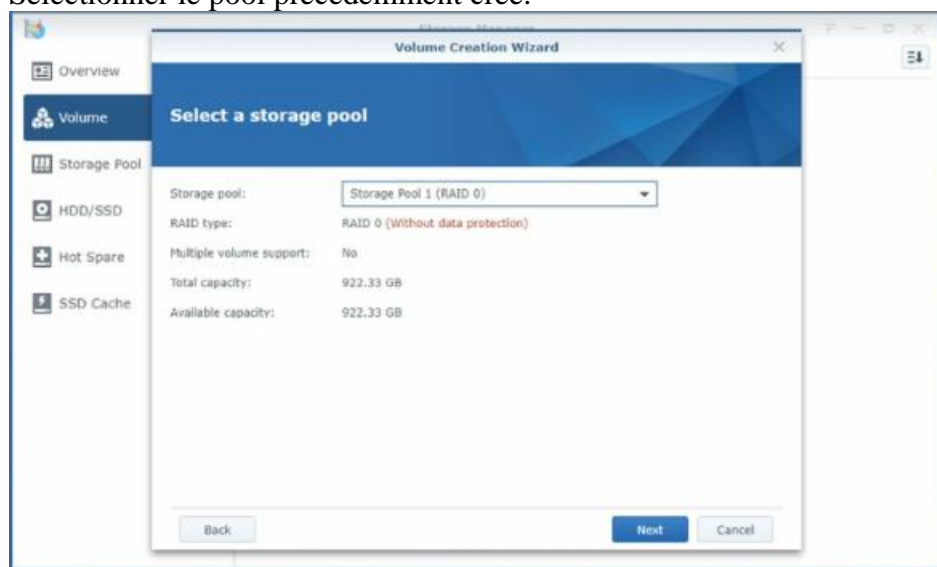 Sélectionner le pool précédemment créé.
Storage Manager
Volume Creation Wizard
Overview
Volume
Storage Pool
HDD/SSD
Hot Spare
SSD Cache
Select a storage pool
Storage pool: Storage Pool 1 (RAID 0)
RAID type: RAID 0 (Without data protection)
Multiple volume support: No
Total capacity: 922.33 GB
Available capacity: 922.33 GB
Back Next Cancel